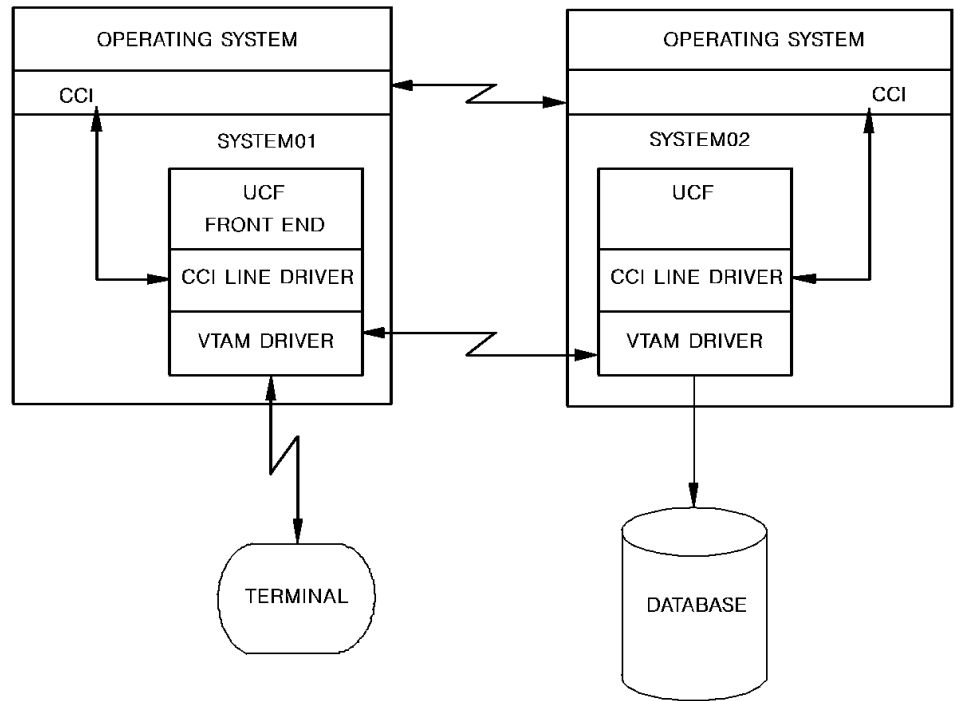 OPERATING SYSTEM
CCI
SYSTEM01
UCF
FRONT END
CCI LINE DRIVER
VTAM DRIVER
TERMINAL
OPERATING SYSTEM
CCI
SYSTEM02
UCF
CCI LINE DRIVER
VTAM DRIVER
DATABASE